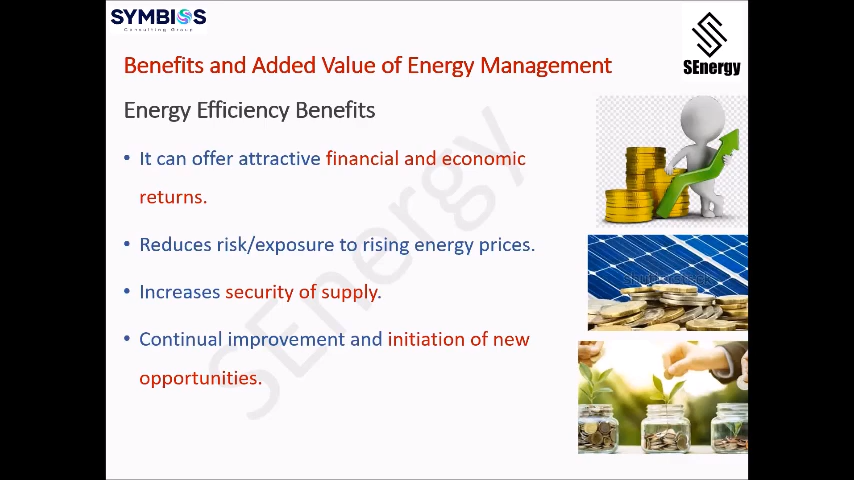 SYMBIOS
Consulting Group
SEnergy
Benefits and Added Value of Energy Management
Energy Efficiency Benefits
• It can offer attractive financial and economic
returns.
• Reduces risk/exposure to rising energy prices.
• Increases security of supply.
• Continual improvement and initiation of new
opportunities.
SEnergy
shutterstock